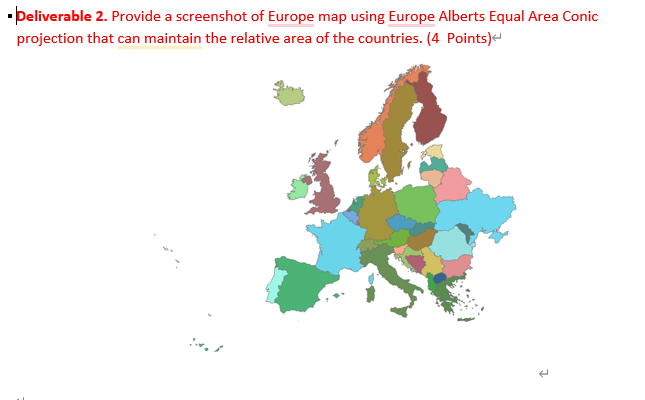 ▪ Deliverable 2. Provide a screenshot of Europe map using Europe Alberts Equal Area Conic
projection that can maintain the relative area of the countries. (4  Points)↵